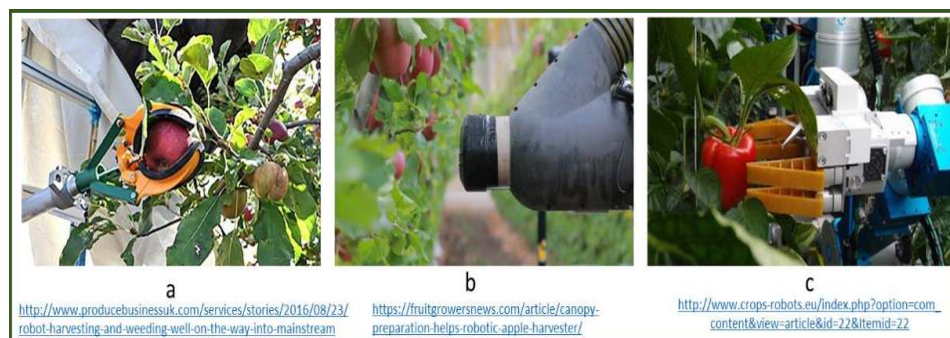 a
http://www.producebusinessuk.com/services/stories/2016/08/23/
robot-harvesting-and-weeding-well-on-the-way-into-mainstream
b
https://fruitgrowersnews.com/article/canopy-
preparation-helps-robotic-apple-harvester/
c
http://www.crops-robots.eu/index.php?option=com_
content&view=article&id=22&Itemid=22